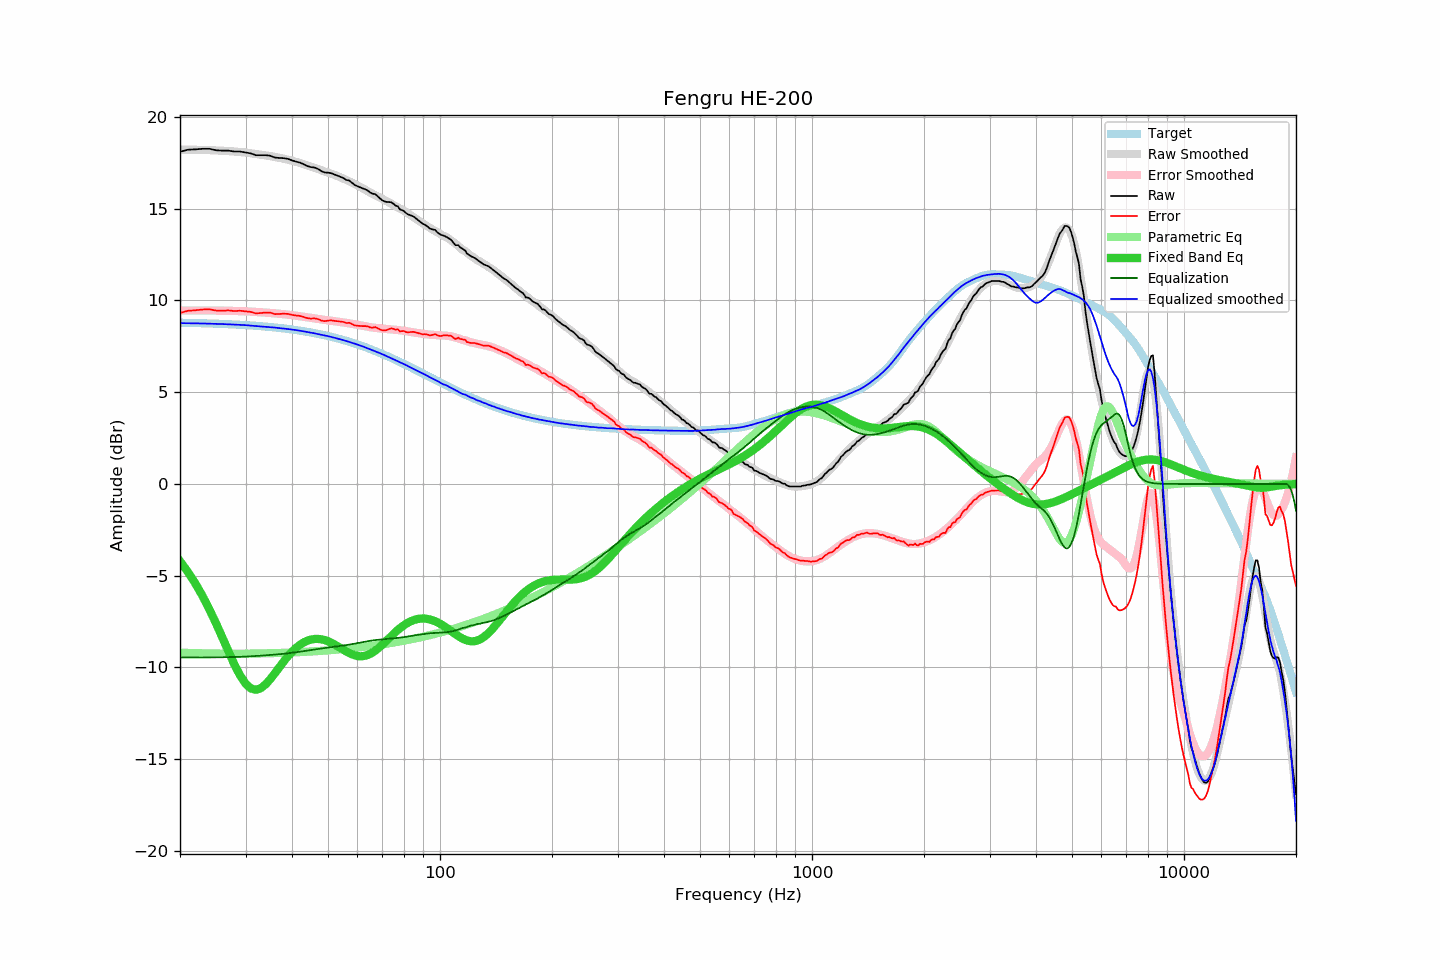 Fengru HE-200
Amplitude (dBr)
20
15
10
5
0
−5
−10
−15
−20
Target
Raw Smoothed
Error Smoothed
Raw
Error
Parametric Eq
Fixed Band Eq
Equalization
Equalized smoothed
100
1000
10000
Frequency (Hz)